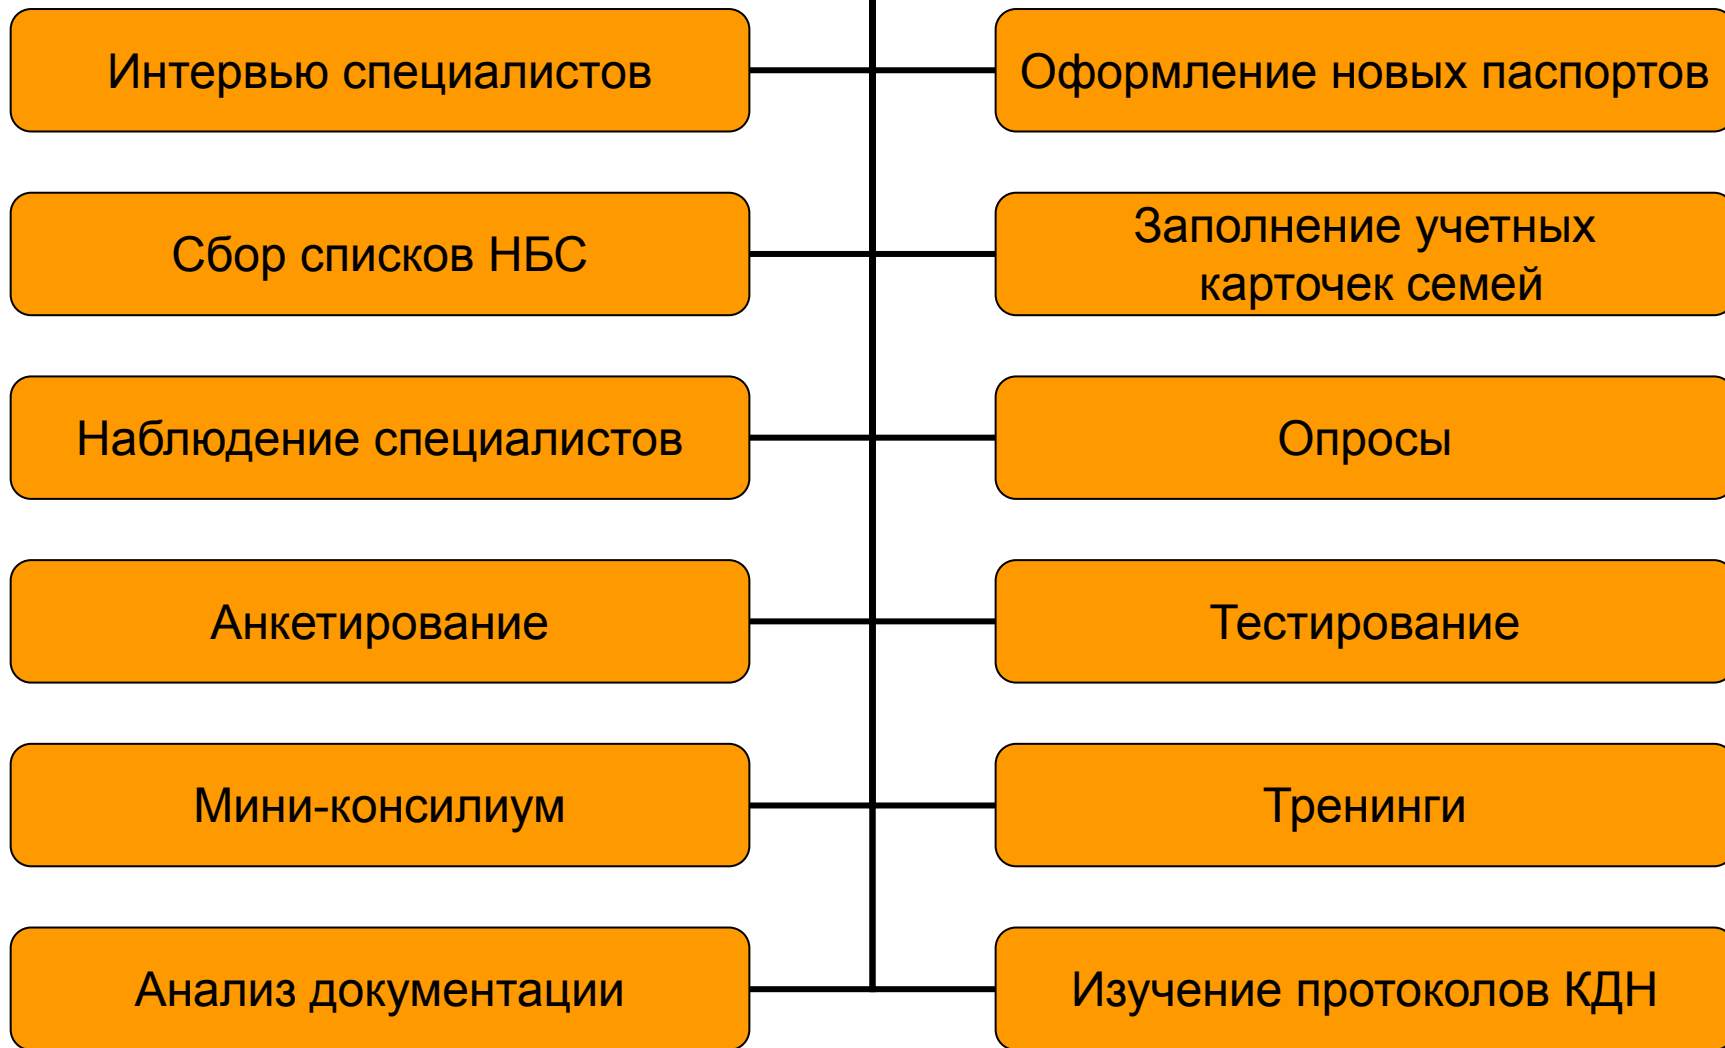 Интервью специалистов
Оформление новых паспортов
Сбор списков НБС
Заполнение учетных
карточек семей
Наблюдение специалистов
Опросы
Анкетирование
Тестирование
Мини-консилиум
Тренинги
Анализ документации
Изучение протоколов КДН